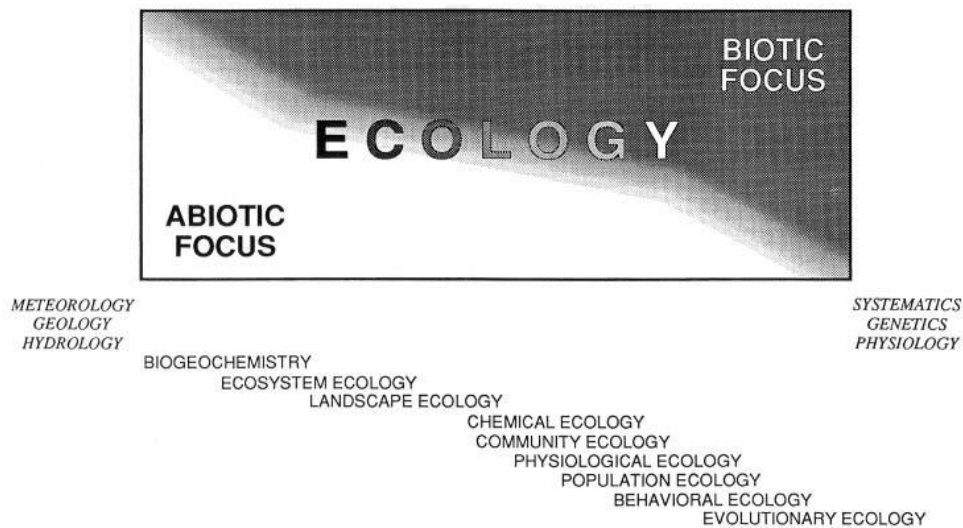 BIOTIC
FOCUS
ECOLOGY
ABIOTIC
FOCUS
METEOROLOGY
GEOLOGY
HYDROLOGY
SYSTEMATICS
GENETICS
PHYSIOLOGY
BIOGEOCHEMISTRY
ECOSYSTEM ECOLOGY
LANDSCAPE ECOLOGY
CHEMICAL ECOLOGY
COMMUNITY ECOLOGY
PHYSIOLOGICAL ECOLOGY
POPULATION ECOLOGY
BEHAVIORAL ECOLOGY
EVOLUTIONARY ECOLOGY